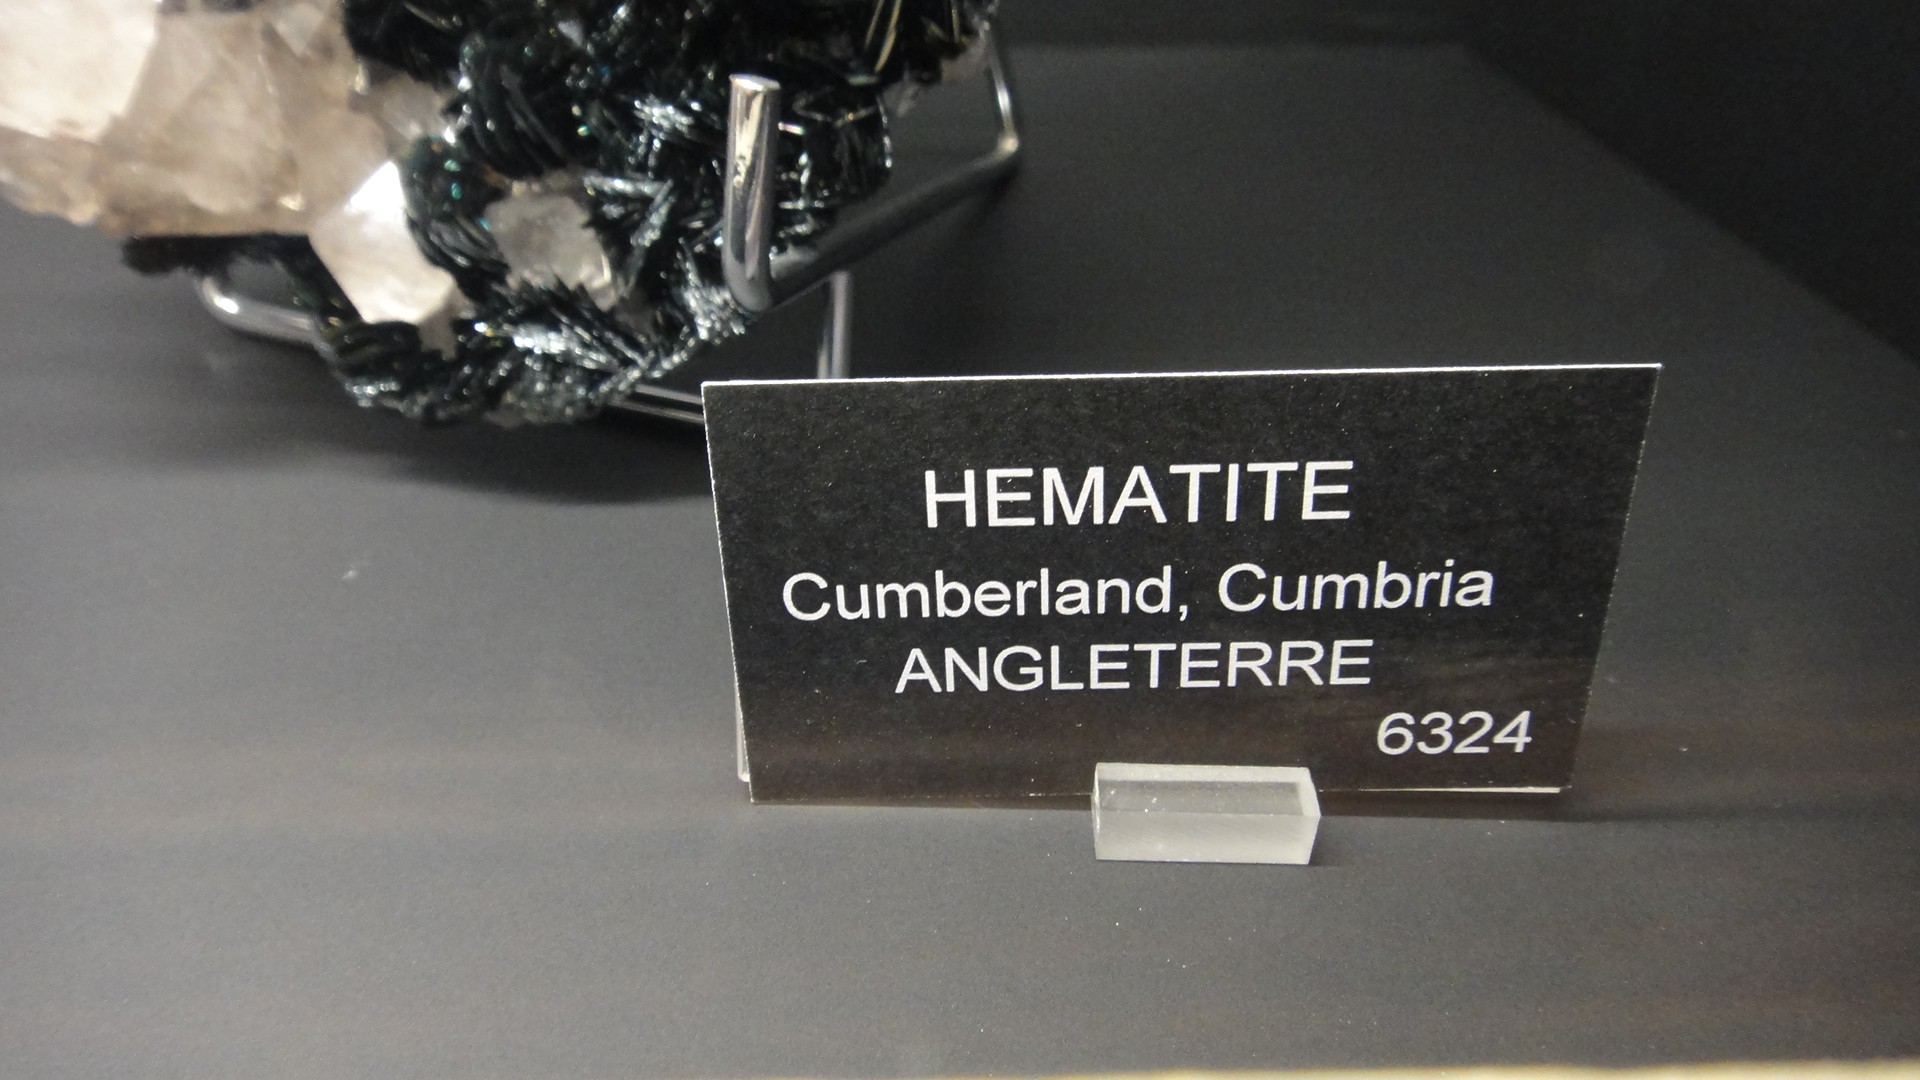 HEMATITE
Cumberland, Cumbria
ANGLETERRE
6324